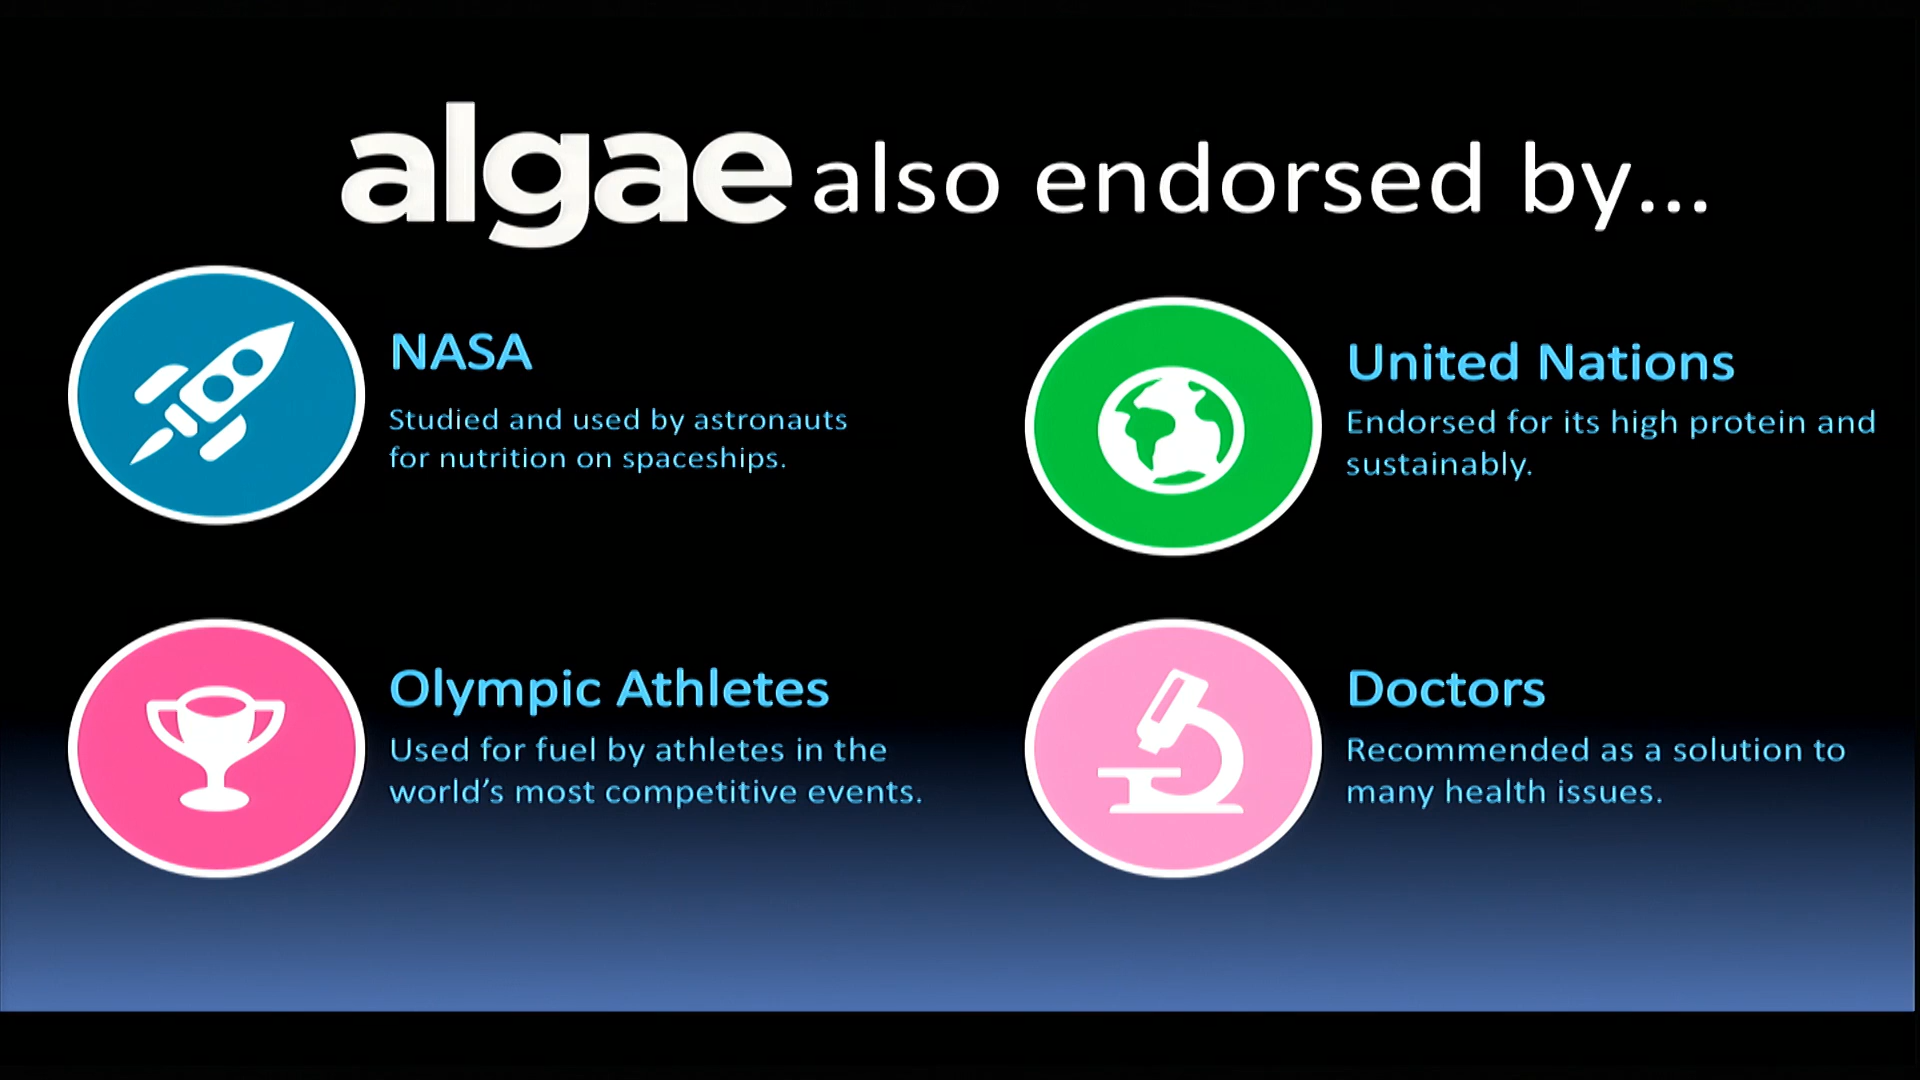 algae also endorsed by...
NASA
Studied and used by astronauts
for nutrition on spaceships.
United Nations
Endorsed for its high protein and
sustainably.
Olympic Athletes
Used for fuel by athletes in the
world’s most competitive events.
Doctors
Recommended as a solution to
many health issues.